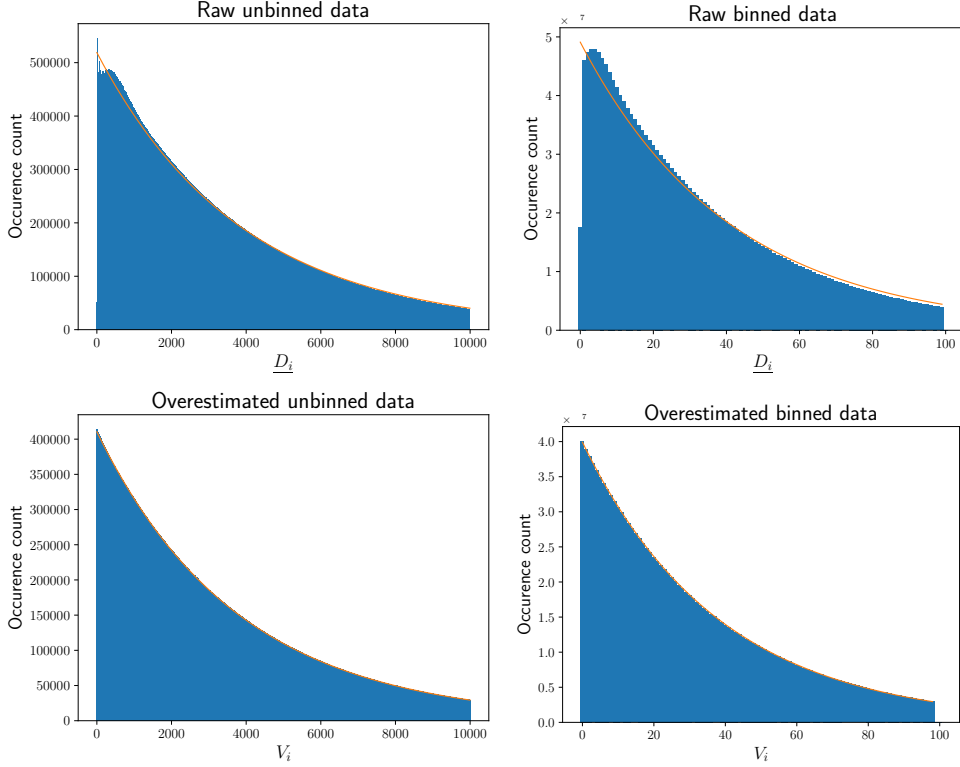 Raw unbinned data
500000
400000
300000
200000
100000
0
Occurence count
0 2000 4000 6000 8000 10000
D_i
Raw binned data
× 7
5
4
3
2
1
0
Occurence count
0 20 40 60 80 100
D_i
Overestimated unbinned data
400000
350000
300000
250000
200000
150000
100000
50000
0
Occurence count
0 2000 4000 6000 8000 10000
V_i
Overestimated binned data
× 7
4.0
3.5
3.0
2.5
2.0
1.5
1.0
0.5
0.0
Occurence count
0 20 40 60 80 100
V_i